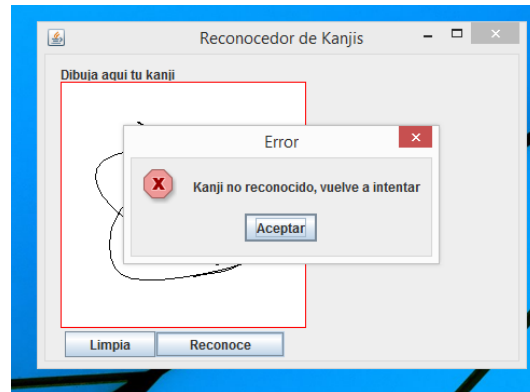 Reconocedor de Kanjis
Dibuja aqui tu kanji
Error
Kanji no reconocido, vuelve a intentar
Aceptar
Limpia
Reconoce